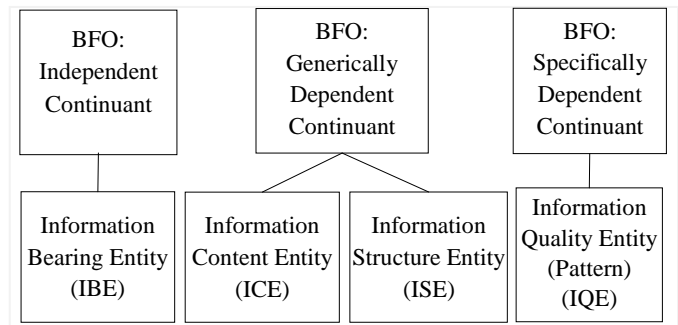 BFO:
Independent
Continuant
BFO:
Generically
Dependent
Continuant
BFO:
Specifically
Dependent
Continuant
Information
Bearing Entity
(IBE)
Information
Content Entity
(ICE)
Information
Structure Entity
(ISE)
Information
Quality Entity
(Pattern)
(IQE)